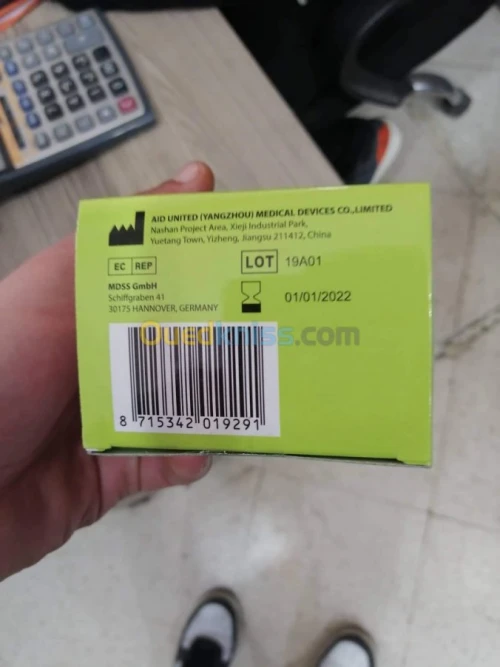 AID UNITED (YANGZHOU) MEDICAL DEVICES CO.,LIMITED
Nashan Project Area, Xieji Industrial Park,
Yuetang Town, Yizheng, Jiangsu 211412, China
EC REP
LOT 19A01
MDSS GmbH
Schiffgraben 41
30175 HANNOVER, GERMANY
01/01/2022
Ouedkniss.com
8 715342 019291